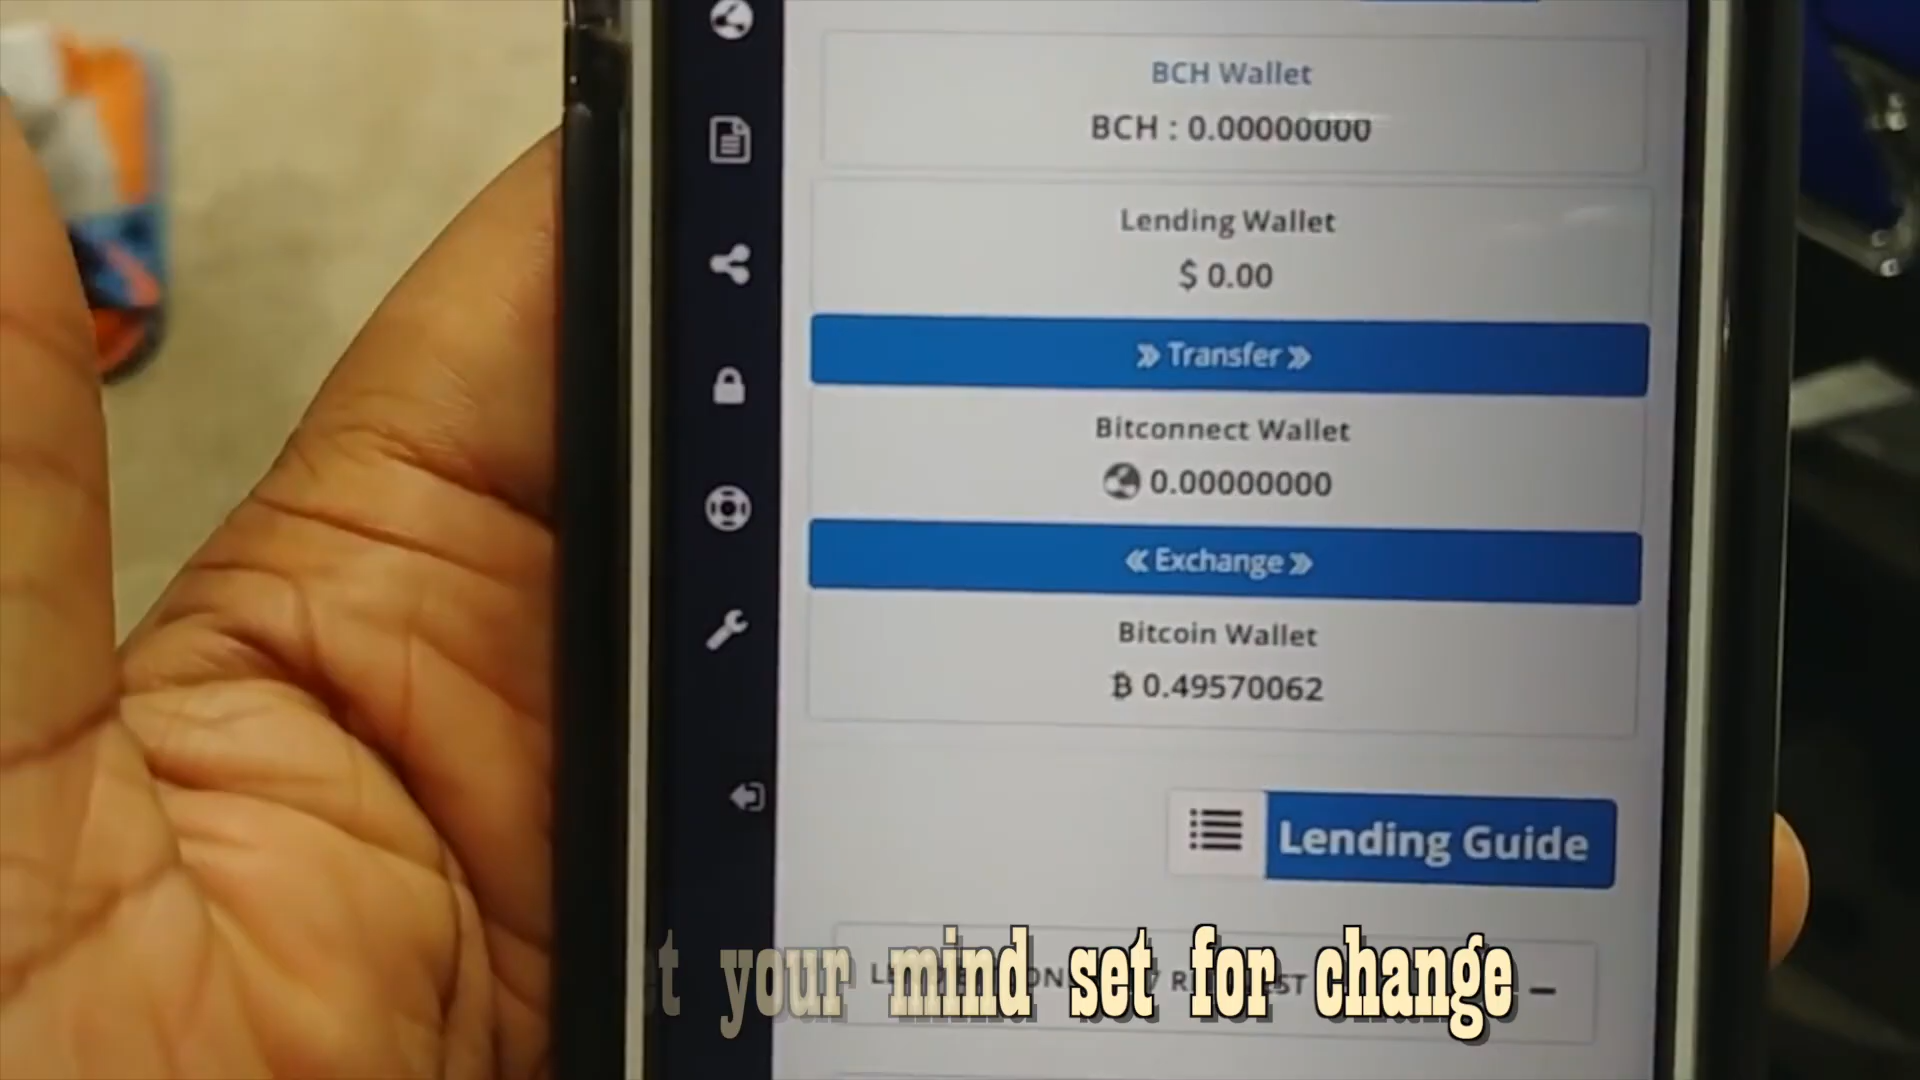 BCH Wallet
BCH : 0.00000000
Lending Wallet
$ 0.00
Transfer
Bitconnect Wallet
0.00000000
Exchange
Bitcoin Wallet
₿ 0.49570062
Lending Guide
your mind set for change